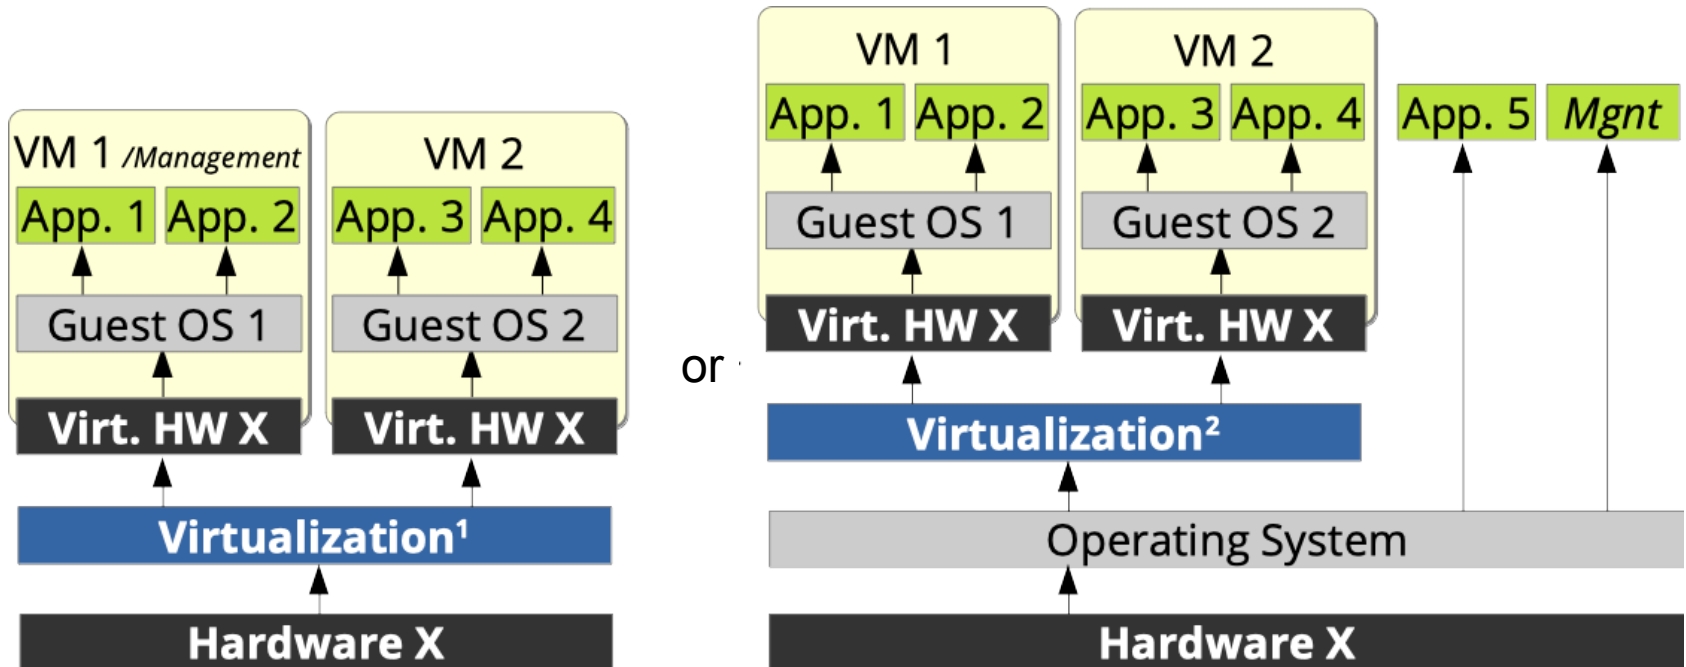 VM 1 /Management
App. 1 App. 2
Guest OS 1
Virt. HW X
VM 2
App. 3 App. 4
Guest OS 2
Virt. HW X
Virtualization¹
Hardware X
or
VM 1
App. 1 App. 2
Guest OS 1
Virt. HW X
VM 2
App. 3 App. 4
Guest OS 2
Virt. HW X
App. 5 Mgnt
Virtualization²
Operating System
Hardware X